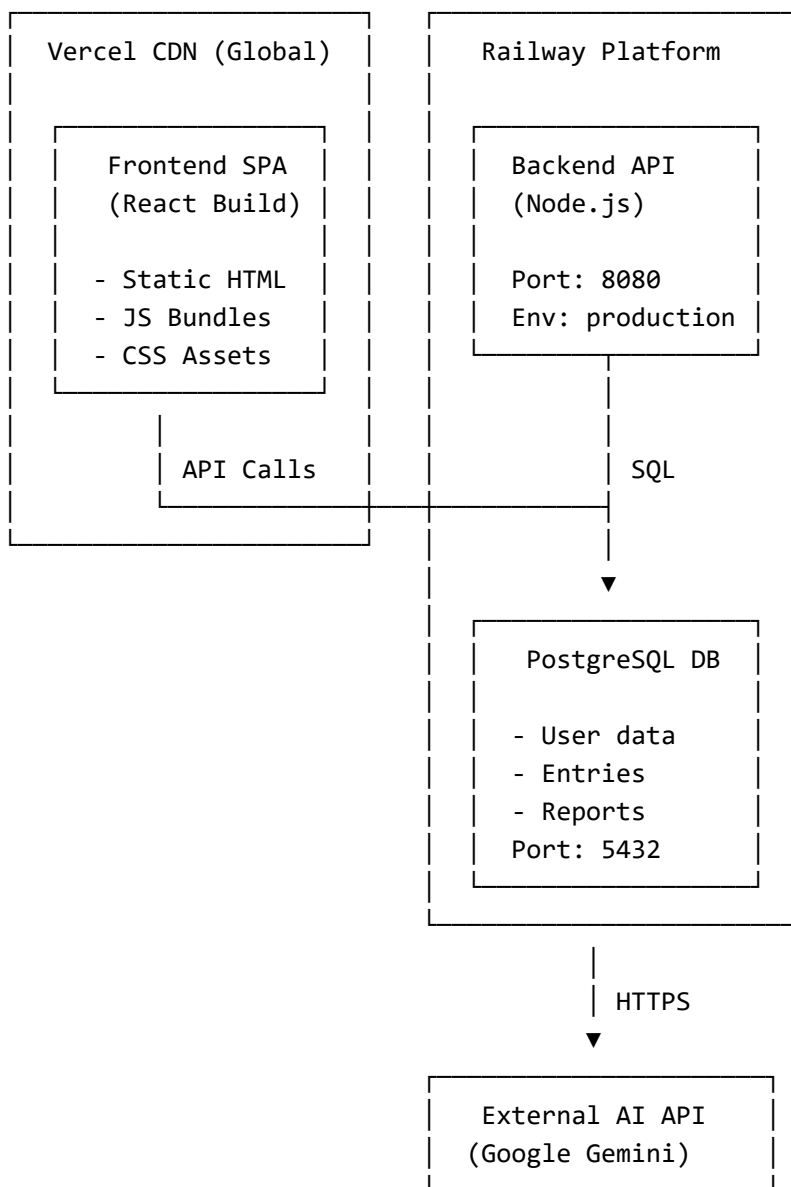 Vercel CDN (Global)
Railway Platform
Frontend SPA
(React Build)
- Static HTML
- JS Bundles
- CSS Assets
Backend API
(Node.js)
Port: 8080
Env: production
API Calls
SQL
PostgreSQL DB
- User data
- Entries
- Reports
Port: 5432
HTTPS
External AI API
(Google Gemini)